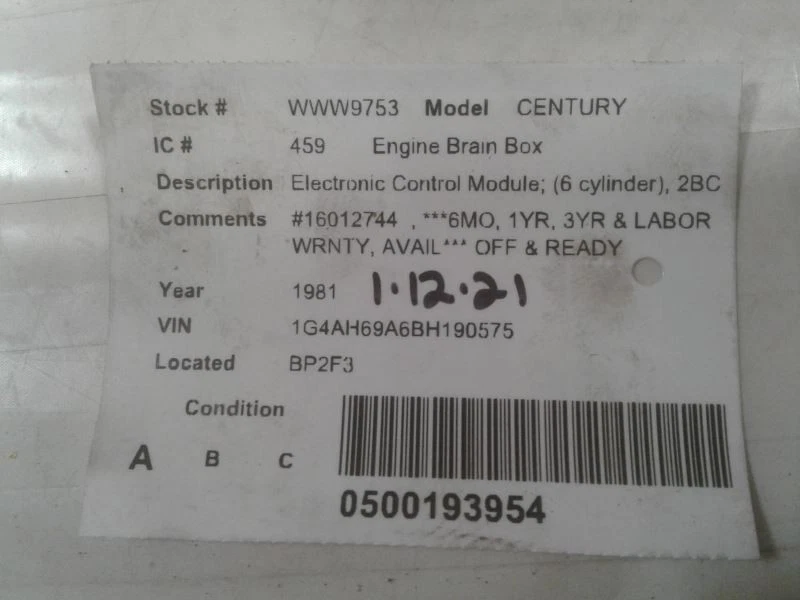 Stock # WWW9753 Model CENTURY
IC # 459 Engine Brain Box
Description Electronic Control Module; (6 cylinder), 2BC
Comments #16012744 , ***6MO, 1YR, 3YR & LABOR
WRNTY, AVAIL*** OFF & READY
Year 1981 1.12.21
VIN 1G4AH69A6BH190575
Located BP2F3
Condition
A B C
0500193954